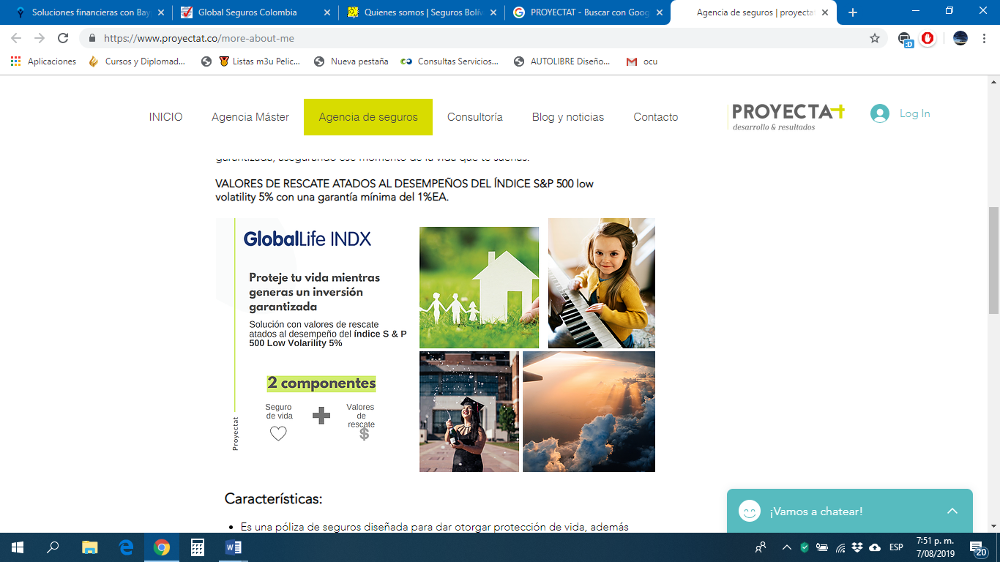 Soluciones financieras con Bay
Global Seguros Colombia
Quienes somos | Seguros Bolív
PROYECTAT - Buscar con Goog
Agencia de seguros | proyectat
https://www.proyectat.co/more-about-me
Aplicaciones
Cursos y Diplomad...
Listas m3u Pelic...
Nueva pestaña
Consultas Servicios...
AUTOLIBRE Diseño...
ocu
INICIO
Agencia Máster
Agencia de seguros
Consultoría
Blog y noticias
Contacto
PROYECTAT
desarrollo & resultados
Log In
garantizada, asegurando ese momento de la vida que te sueñas.
VALORES DE RESCATE ATADOS AL DESEMPEÑOS DEL ÍNDICE S&P 500 low
volatility 5% con una garantía mínima del 1%EA.
GlobalLife INDX
Proteje tu vida mientras
generas un inversión
garantizada
Solución con valores de rescate
atados al desempeño del índice S & P
500 Low Volarility 5%
2 componentes
Seguro
de vida
Valores
de
rescate
$
Proyectat
Características:
• Es una póliza de seguros diseñada para dar otorgar protección de vida, además
¡Vamos a chatear!
ESP
7:51 p. m.
7/08/2019
20